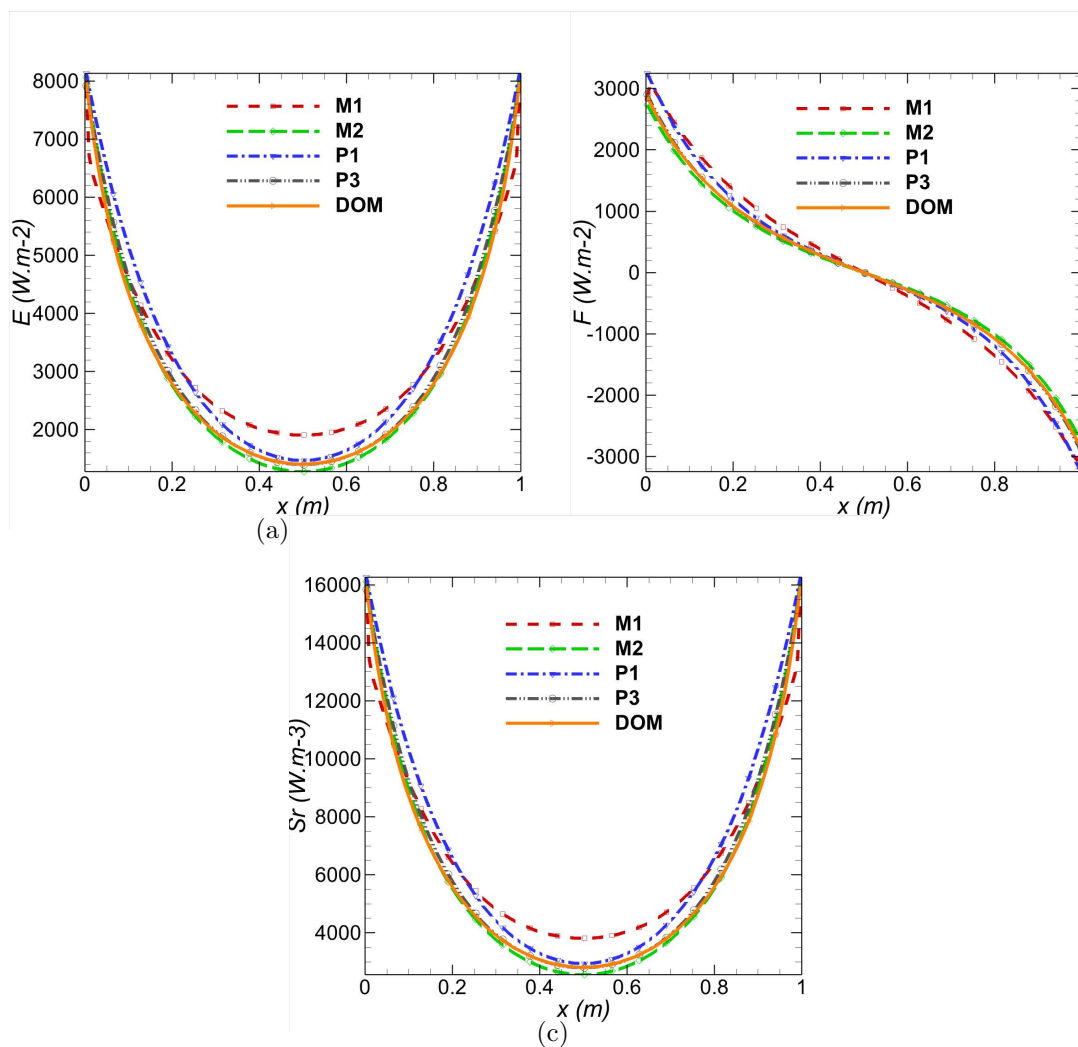 8000
7000
6000
5000
4000
3000
2000
E (W.m-2)
M1
M2
P1
P3
DOM
0 0.2 0.4 0.6 0.8 1
x (m)
(a)
3000
2000
1000
0
-1000
-2000
-3000
F (W.m-2)
M1
M2
P1
P3
DOM
0 0.2 0.4 0.6 0.8 1
x (m)
16000
14000
12000
10000
8000
6000
4000
Sr (W.m-3)
M1
M2
P1
P3
DOM
0 0.2 0.4 0.6 0.8 1
x (m)
(c)